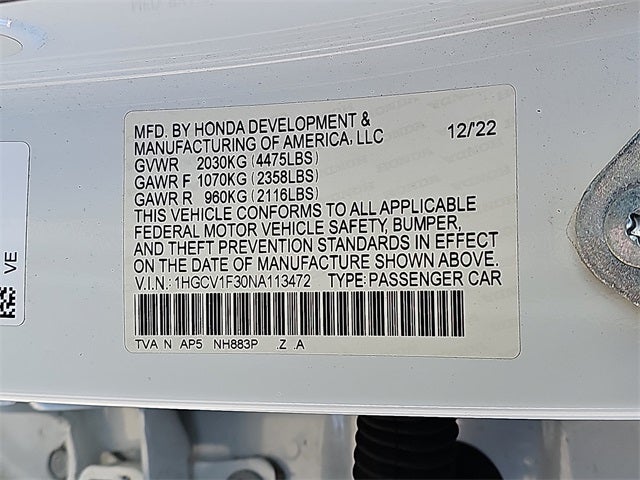 MFD. BY HONDA DEVELOPMENT &
MANUFACTURING OF AMERICA, LLC 12/'22
GVWR 2030KG (4475LBS)
GAWR F 1070KG (2358LBS)
GAWR R 960KG (2116LBS)
THIS VEHICLE CONFORMS TO ALL APPLICABLE
FEDERAL MOTOR VEHICLE SAFETY, BUMPER,
AND THEFT PREVENTION STANDARDS IN EFFECT
ON THE DATE OF MANUFACTURE SHOWN ABOVE.
V.I.N.: 1HGCV1F30NA113472 TYPE:PASSENGER CAR
TVA N AP5 NH883P .Z .A
VE